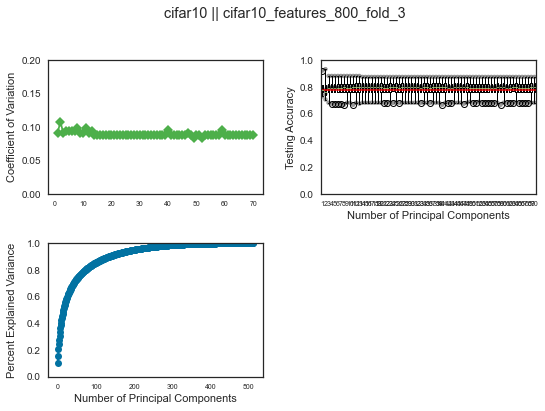 cifar10 || cifar10_features_800_fold_3
Coefficient of Variation
0.20
0.15
0.10
0.05
0.00
0 10 20 30 40 50 60 70
Testing Accuracy
1.0
0.8
0.6
0.4
0.2
0.0
Number of Principal Components
Percent Explained Variance
1.0
0.8
0.6
0.4
0.2
0.0
0 100 200 300 400 500
Number of Principal Components